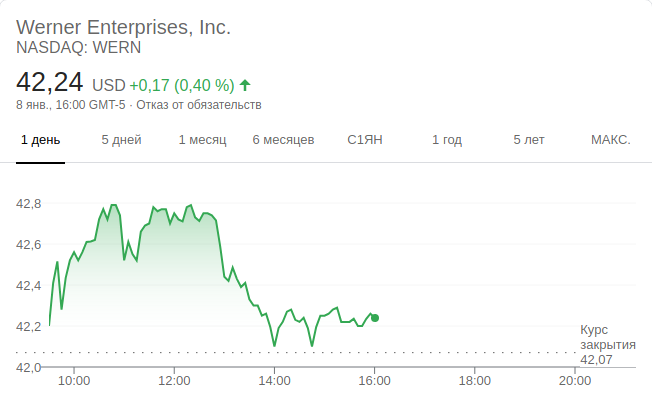 Werner Enterprises, Inc.
NASDAQ: WERN
42,24 USD +0,17 (0,40 %)
8 янв., 16:00 GMT-5 · Отказ от обязательств
1 день 5 дней 1 месяц 6 месяцев С1ЯН 1 год 5 лет МАКС.
42,8
42,6
42,4
42,2
42,0
Курс
закрытия
42,07
10:00 12:00 14:00 16:00 18:00 20:00